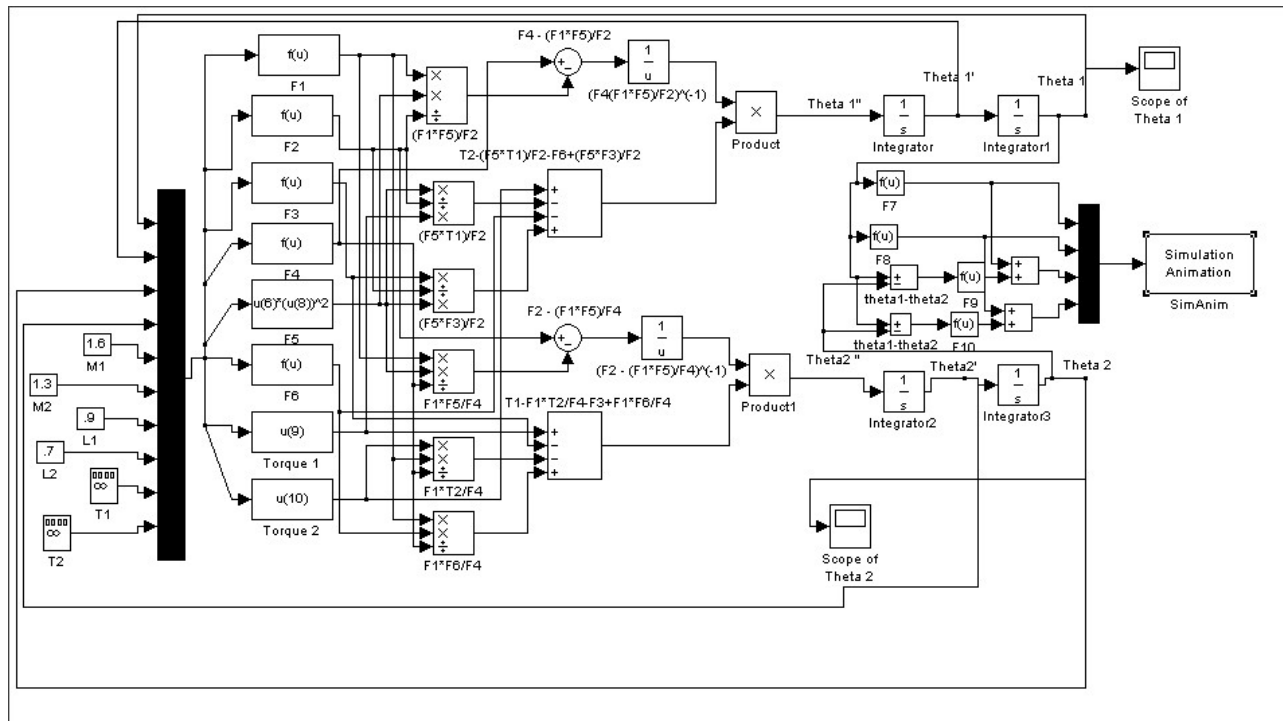 f(u)
F1
f(u)
F2
f(u)
F3
f(u)
F4
u(6)*(u(8))^2
F5
f(u)
F6
u(9)
Torque 1
u(10)
Torque 2
1.6
M1
1.3
M2
.9
L1
.7
L2
T1
T2
×
×
÷
(F1*F5)/F2
×
÷
×
(F5*T1)/F2
×
÷
×
(F5*F3)/F2
×
×
÷
F1*F5/F4
×
×
÷
F1*T2/F4
×
×
÷
F1*F6/F4
F4 - (F1*F5)/F2
+
−
1
u
(F4(F1*F5)/F2)^(-1)
T2-(F5*T1)/F2-F6+(F5*F3)/F2
+
−
−
+
F2 - (F1*F5)/F4
+
−
1
u
(F2 - (F1*F5)/F4)^(-1)
T1-F1*T2/F4-F3+F1*F6/F4
+
−
−
+
×
Product
×
Product1
Theta 1''
1
s
Integrator
Theta 1'
1
s
Integrator1
Theta 1
Scope of
Theta 1
f(u)
F7
f(u)
F8
±
theta1-theta2
f(u)
F9
±
theta1-theta2
f(u)
F10
+
+
+
+
Simulation
Animation
SimAnim
Theta2 ''
1
s
Integrator2
Theta2'
1
s
Integrator3
Theta 2
Scope of
Theta 2